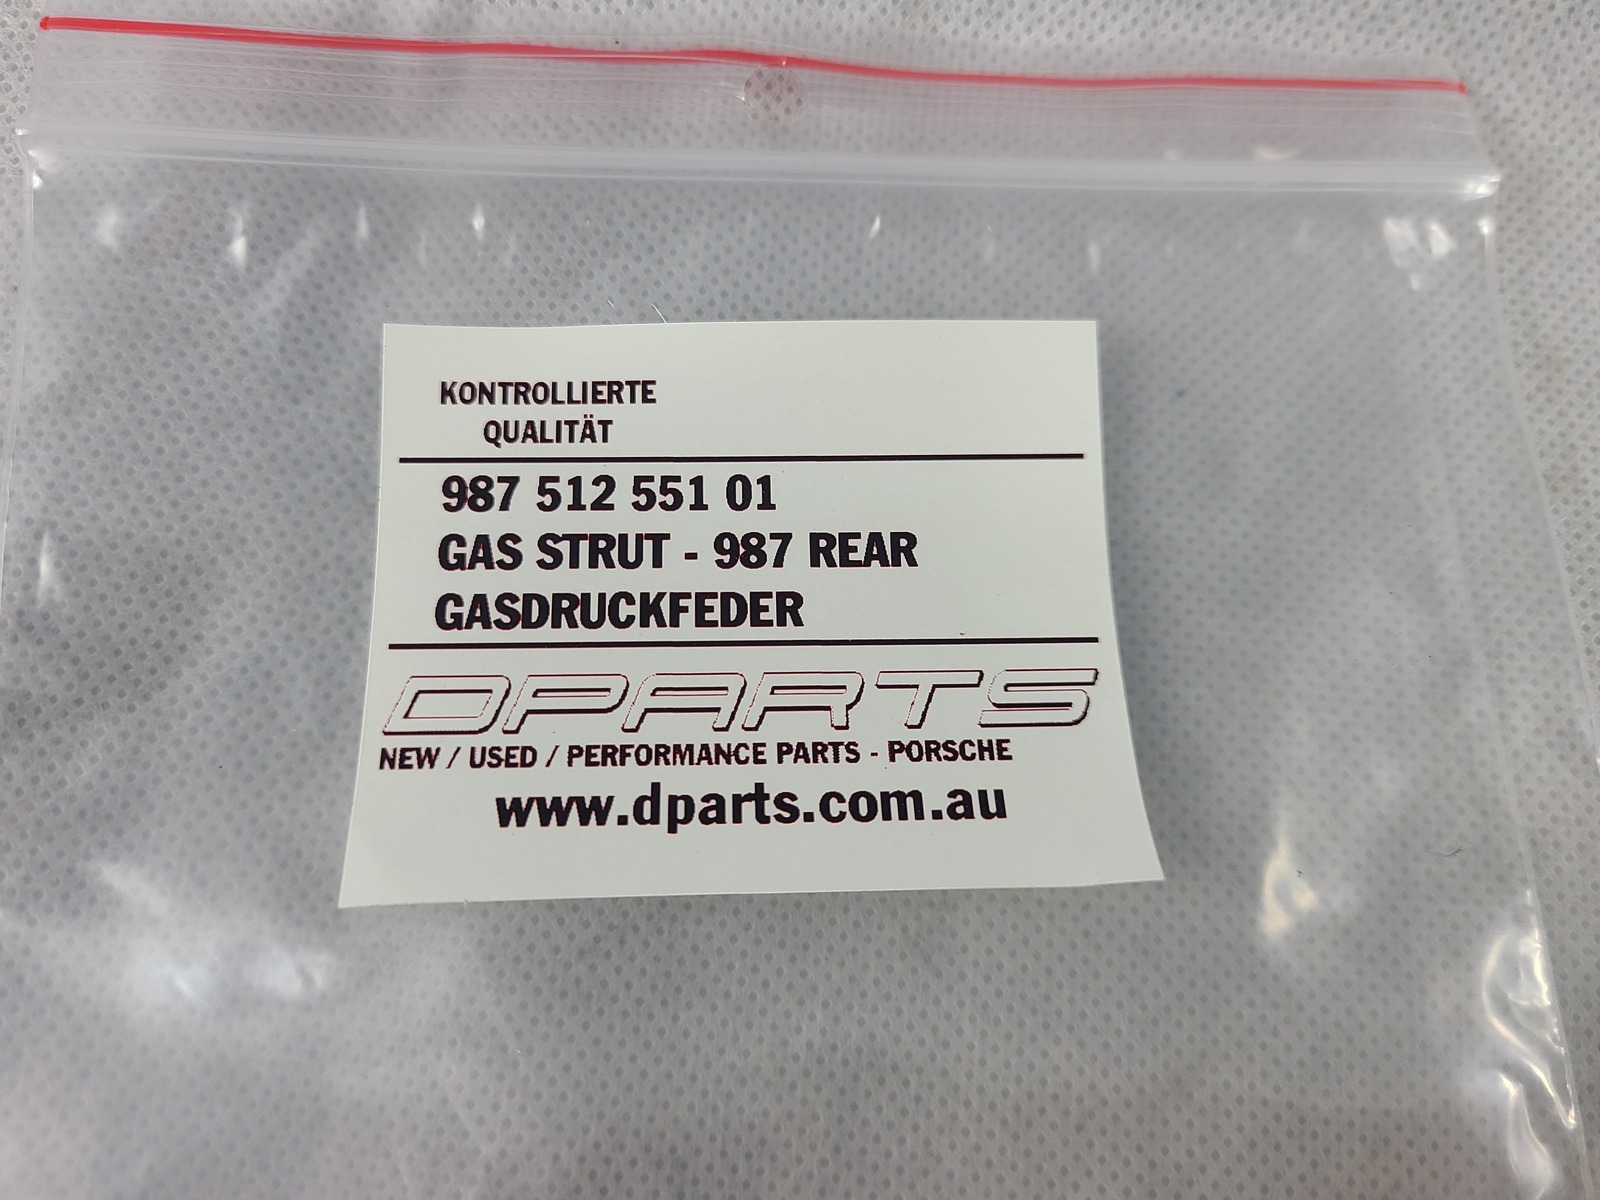 KONTROLLIERTE
QUALITÄT
987 512 551 01
GAS STRUT - 987 REAR
GASDRUCKFEDER
DPARTS
NEW / USED / PERFORMANCE PARTS - PORSCHE
www.dparts.com.au